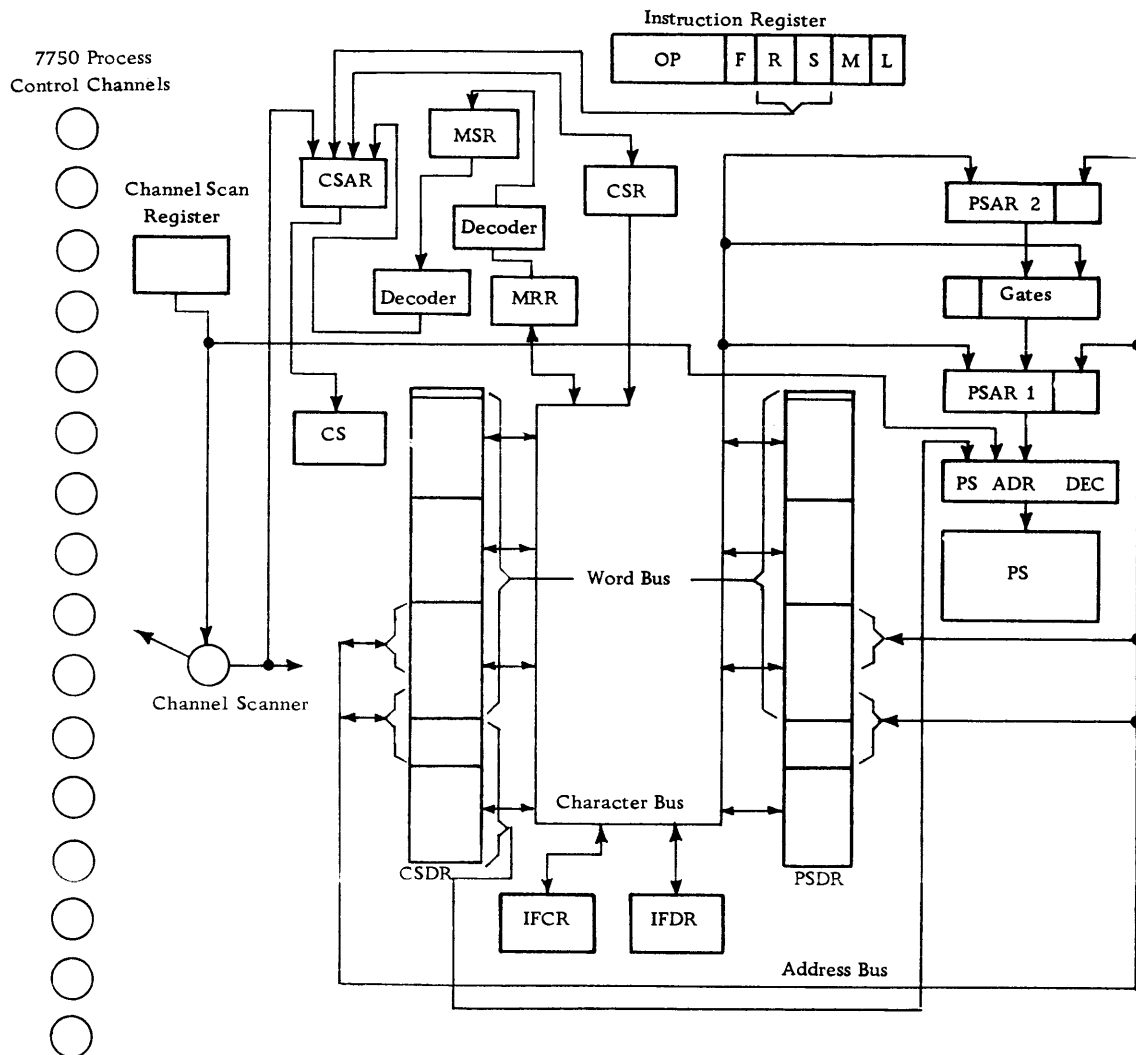 Instruction Register
OP F R S M L
7750 Process
Control Channels
MSR
CSAR
CSR
Channel Scan
Register
PSAR 2
Decoder
Decoder
MRR
Gates
PSAR 1
CS
PS ADR DEC
PS
Word Bus
Channel Scanner
Character Bus
CSDR
PSDR
IFCR
IFDR
Address Bus